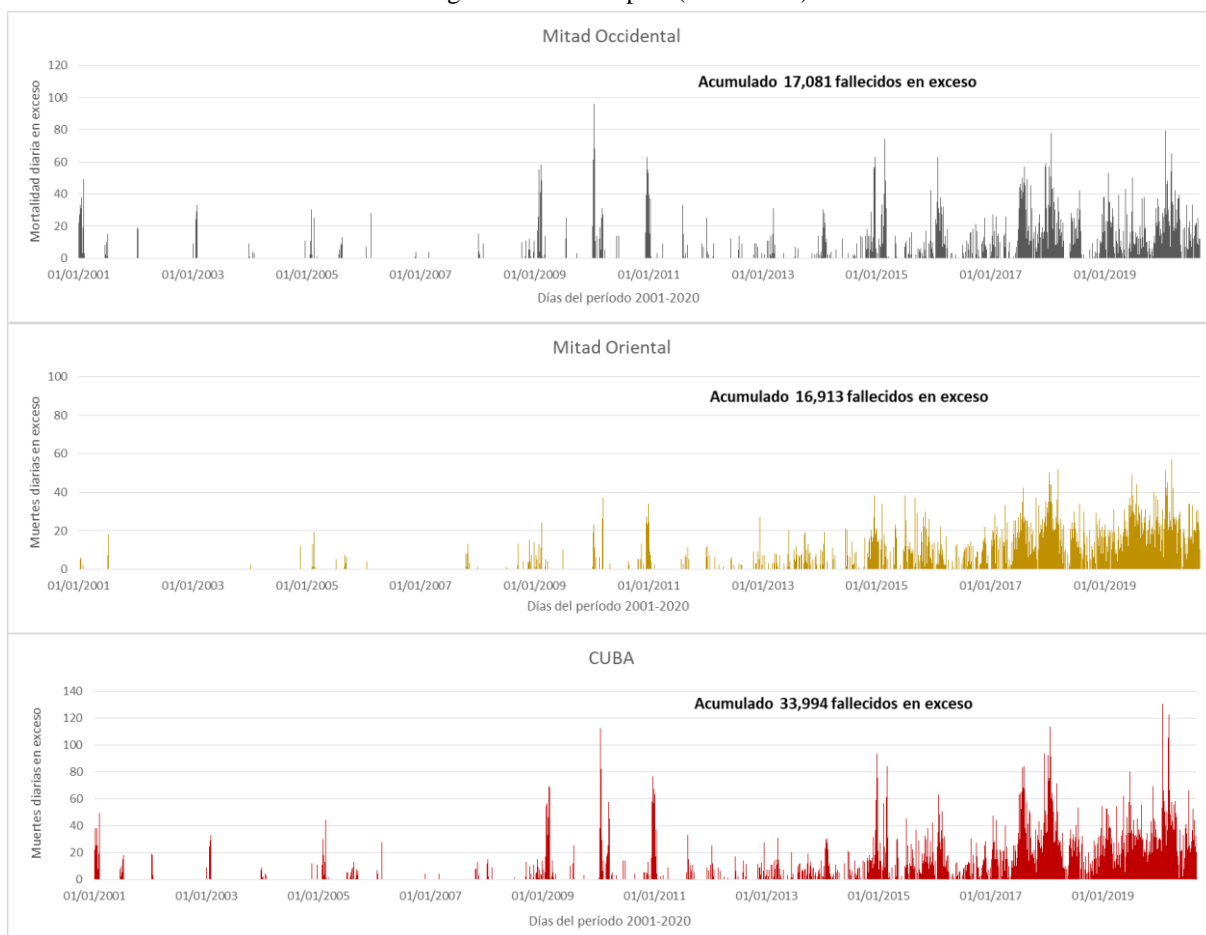 Mitad Occidental
Acumulado 17,081 fallecidos en exceso
Mortalidad diaria en exceso
120
100
80
60
40
20
0
01/01/2001 01/01/2003 01/01/2005 01/01/2007 01/01/2009 01/01/2011 01/01/2013 01/01/2015 01/01/2017 01/01/2019
Días del período 2001-2020
Mitad Oriental
Acumulado 16,913 fallecidos en exceso
Muertes diarias en exceso
100
80
60
40
20
0
01/01/2001 01/01/2003 01/01/2005 01/01/2007 01/01/2009 01/01/2011 01/01/2013 01/01/2015 01/01/2017 01/01/2019
Días del período 2001-2020
CUBA
Acumulado 33,994 fallecidos en exceso
Muertes diarias en exceso
140
120
100
80
60
40
20
0
01/01/2001 01/01/2003 01/01/2005 01/01/2007 01/01/2009 01/01/2011 01/01/2013 01/01/2015 01/01/2017 01/01/2019
Días del período 2001-2020